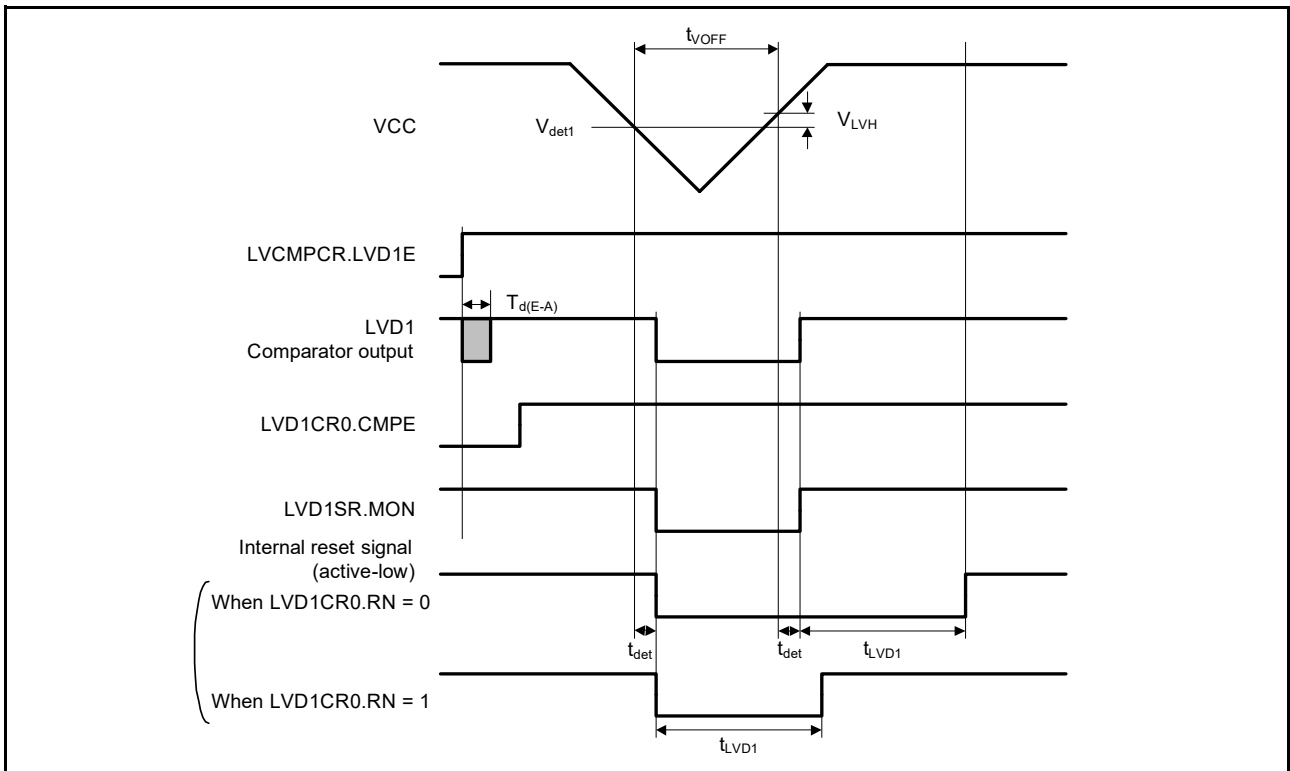 tVOFF
VCC
Vdet1
VLVH
LVCMPCR.LVD1E
Td(E-A)
LVD1
Comparator output
LVD1CR0.CMPE
LVD1SR.MON
Internal reset signal
(active-low)
When LVD1CR0.RN = 0
tdet
tdet
tLVD1
When LVD1CR0.RN = 1
tLVD1